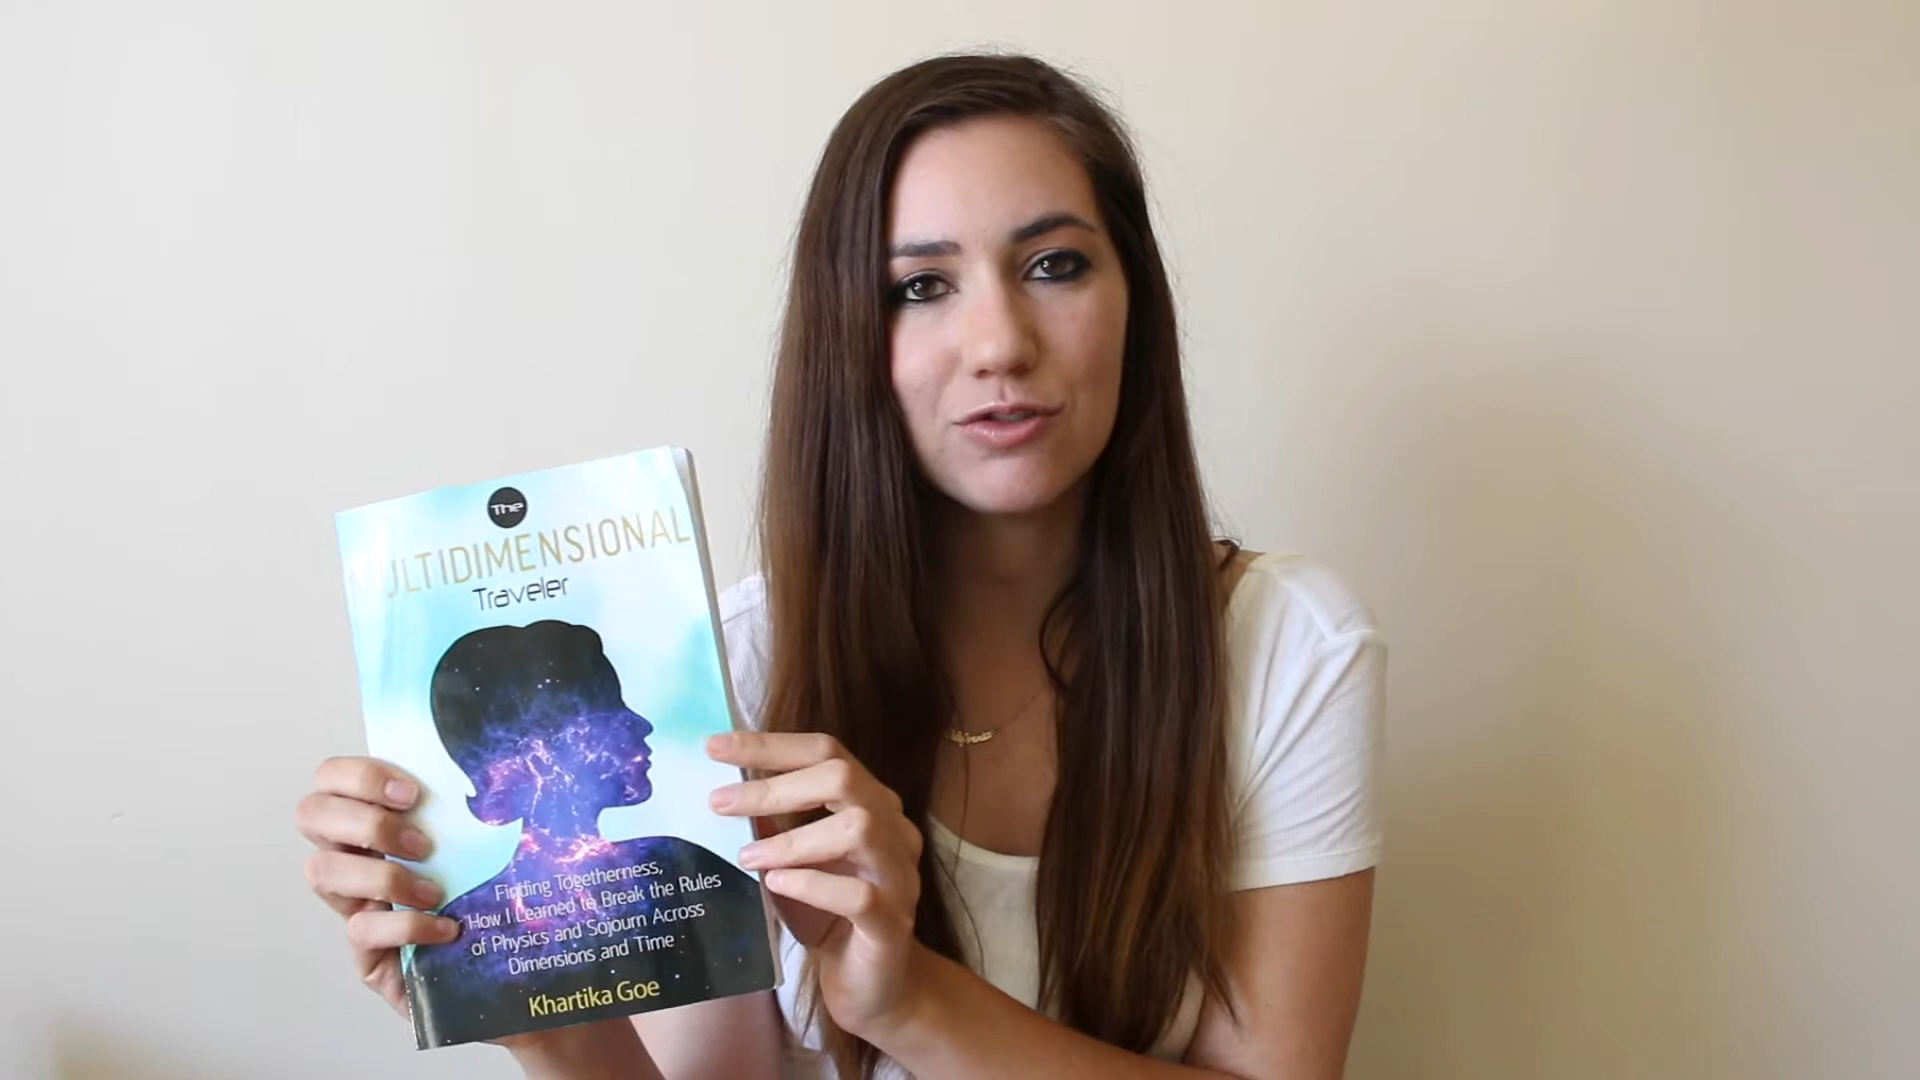 The
MULTIDIMENSIONAL
Traveler
Finding Togetherness,
How I Learned to Break the Rules
of Physics and Sojourn Across
Dimensions and Time
Khartika Goe